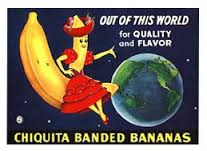 OUT OF THIS WORLD
for QUALITY
and FLAVOR
CHIQUITA BANDED BANANAS